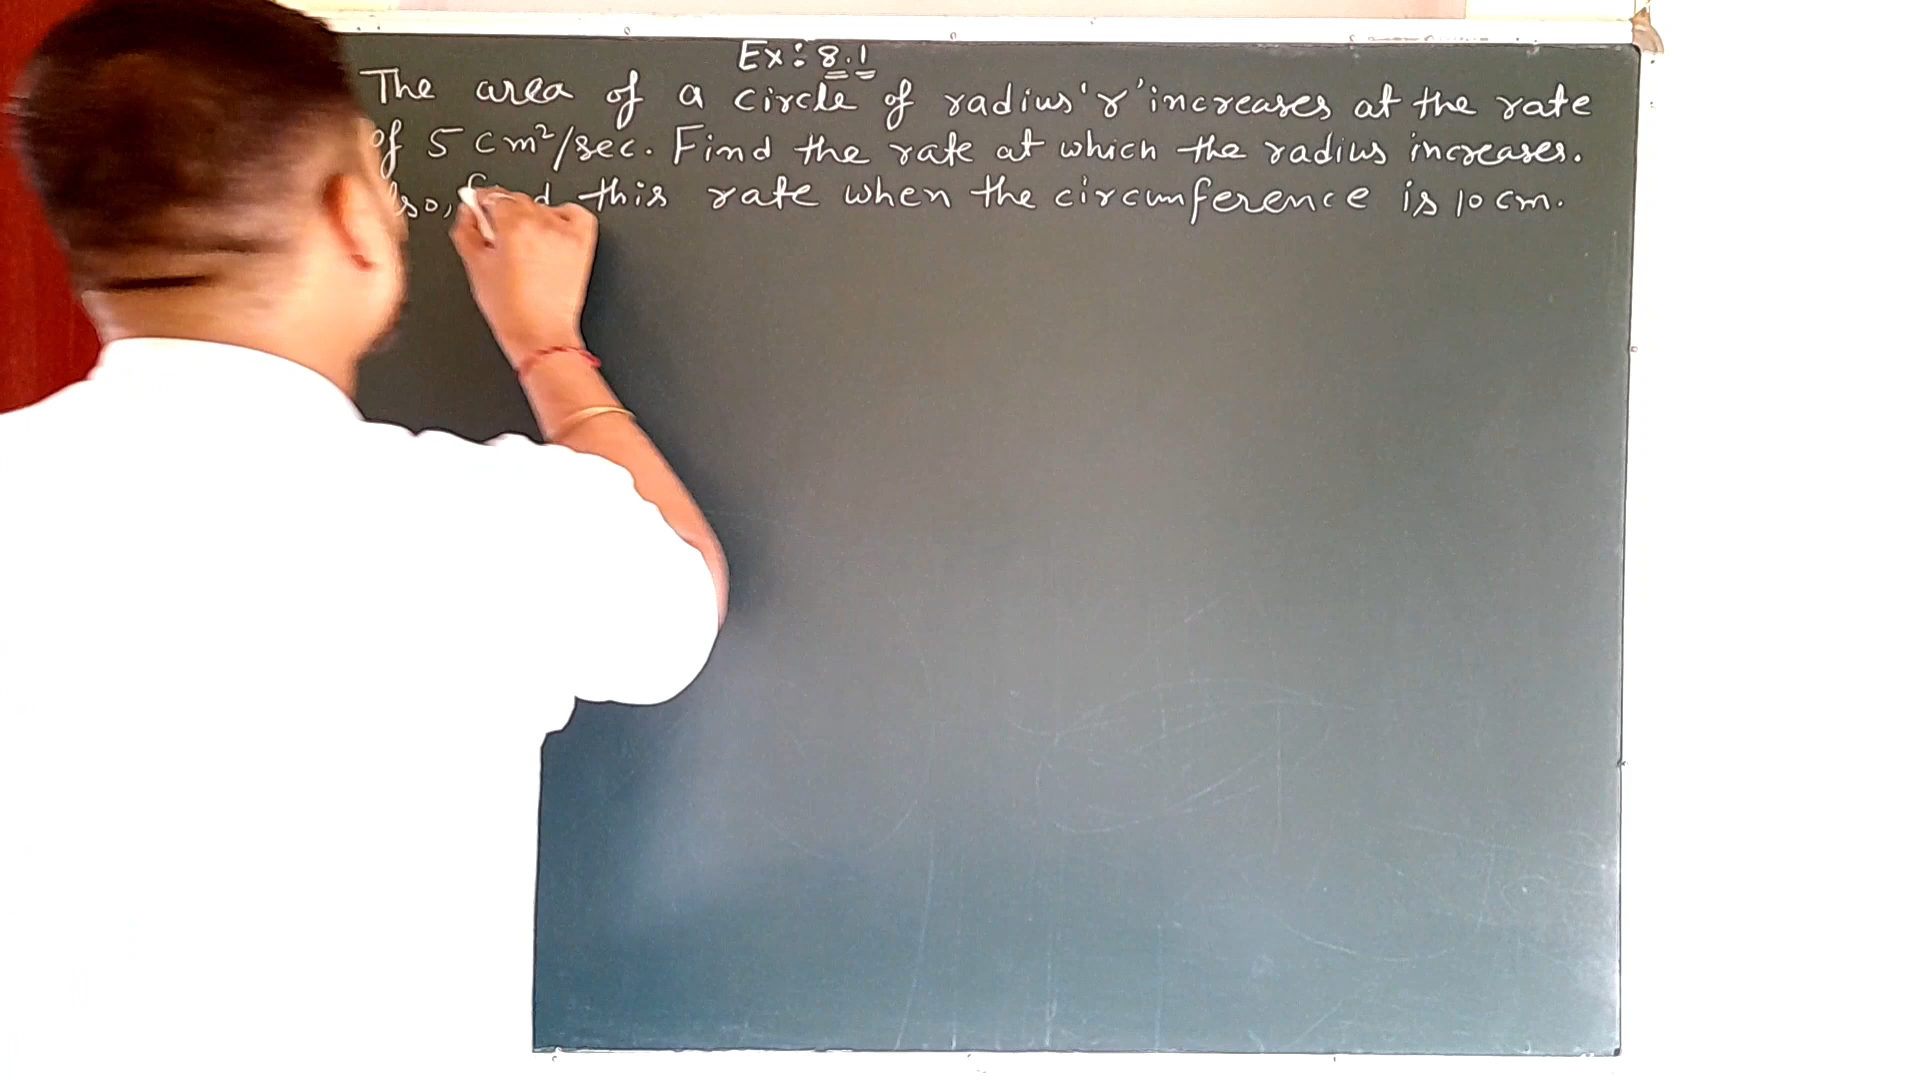 Ex: 8.1
The area of a circle of radius 'r' increases at the rate
of 5 cm²/sec. Find the rate at which the radius increases.
this rate when the circumference is 10 cm.